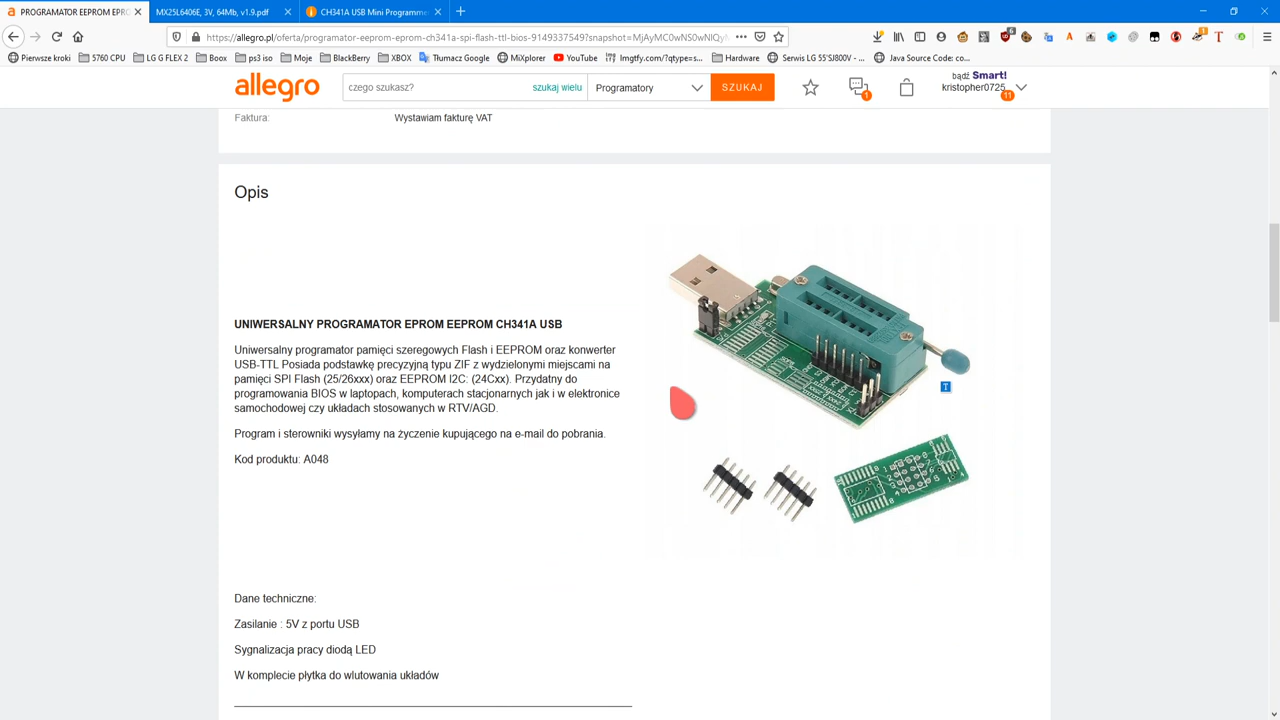 PROGRAMATOR EEPROM EPRO
MX25L6406E, 3V, 64Mb, v1.9.pdf
CH341A USB Mini Programme
https://allegro.pl/oferta/programator-eeprom-eprom-ch341a-spi-flash-ttl-bios-9149337549?snapshot=MjAyMC0wNS0wNlQy
Pierwsze kroki
5760 CPU
LG G FLEX 2
ps3 iso
Moje
BlackBerry
XBOX
Boox
Tłumacz Google
MiXplorer
YouTube
lmgtfy.com/?qtype=s...
Hardware
Serwis LG 55'SJ800V - ...
Java Source Code: co...
allegro
czego szukasz?
szukaj wielu
Programatory
SZUKAJ
1
bądź Smart!
kristopher0725
11
Faktura:
Wystawiam fakturę VAT
Opis
UNIWERSALNY PROGRAMATOR EPROM EEPROM CH341A USB
Uniwersalny programator pamięci szeregowych Flash i EEPROM oraz konwerter
USB-TTL Posiada podstawkę precyzyjną typu ZIF z wydzielonymi miejscami na
pamięci SPI Flash (25/26xxx) oraz EEPROM I2C: (24Cxx). Przydatny do
programowania BIOS w laptopach, komputerach stacjonarnych jak i w elektronice
samochodowej czy układach stosowanych w RTV/AGD.
Program i sterowniki wysyłamy na życzenie kupującego na e-mail do pobrania.
Kod produktu: A048
Dane techniczne:
Zasilanie : 5V z portu USB
Sygnalizacja pracy diodą LED
W komplecie płytka do wlutowania układów